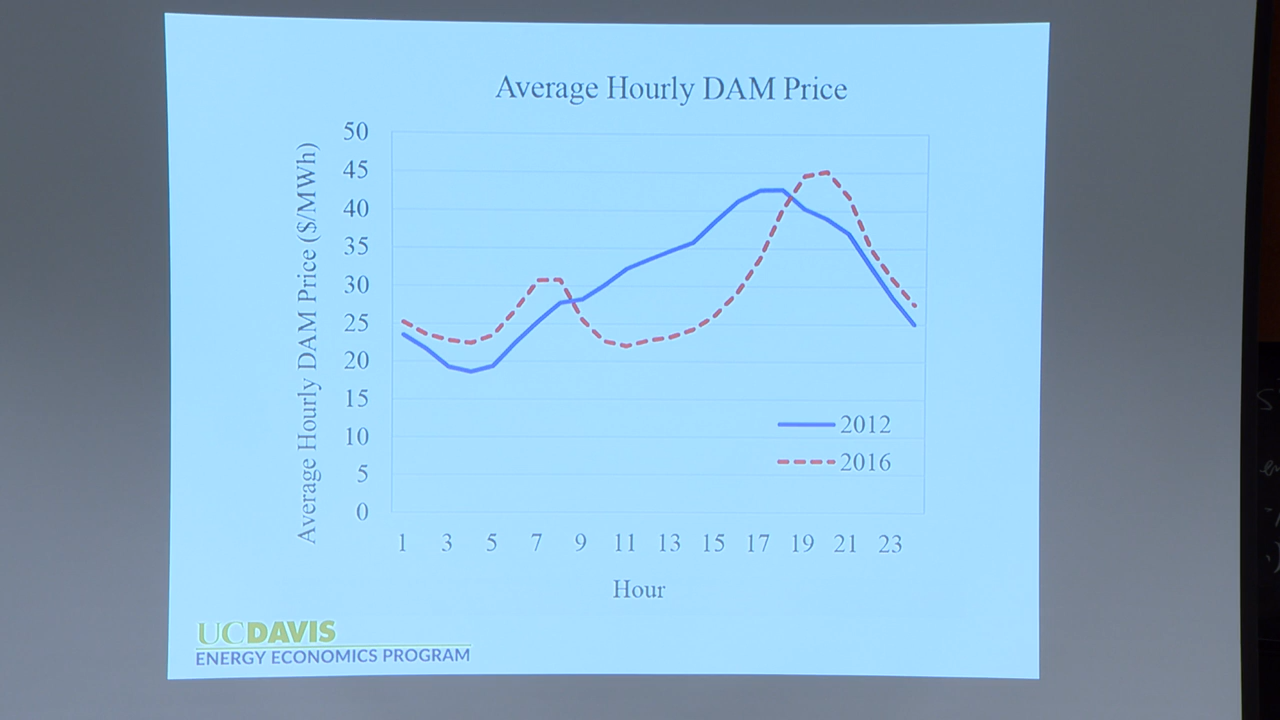 Average Hourly DAM Price
Average Hourly DAM Price ($/MWh)
50
45
40
35
30
25
20
15
10
5
0
2012
2016
1 3 5 7 9 11 13 15 17 19 21 23
Hour
UCDAVIS
ENERGY ECONOMICS PROGRAM